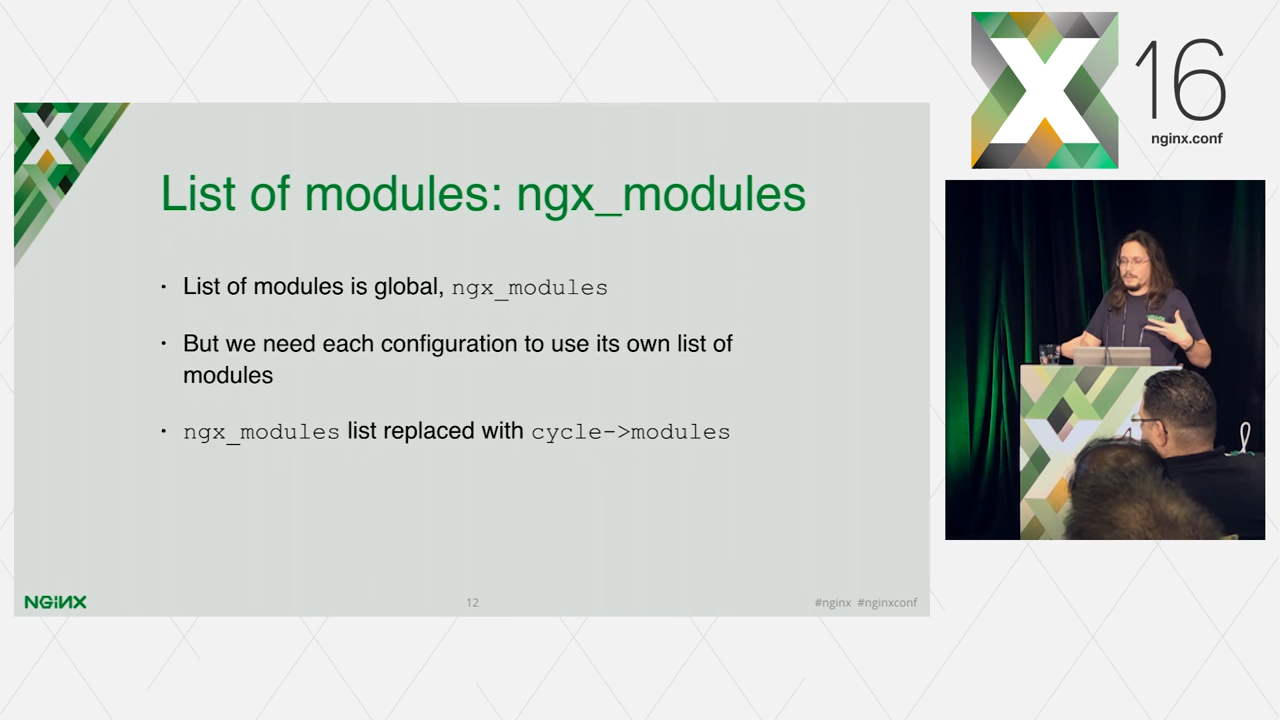 16
nginx.conf
List of modules: ngx_modules
· List of modules is global, ngx_modules
· But we need each configuration to use its own list of
modules
· ngx_modules list replaced with cycle->modules
NGINX
12
#nginx #nginxconf